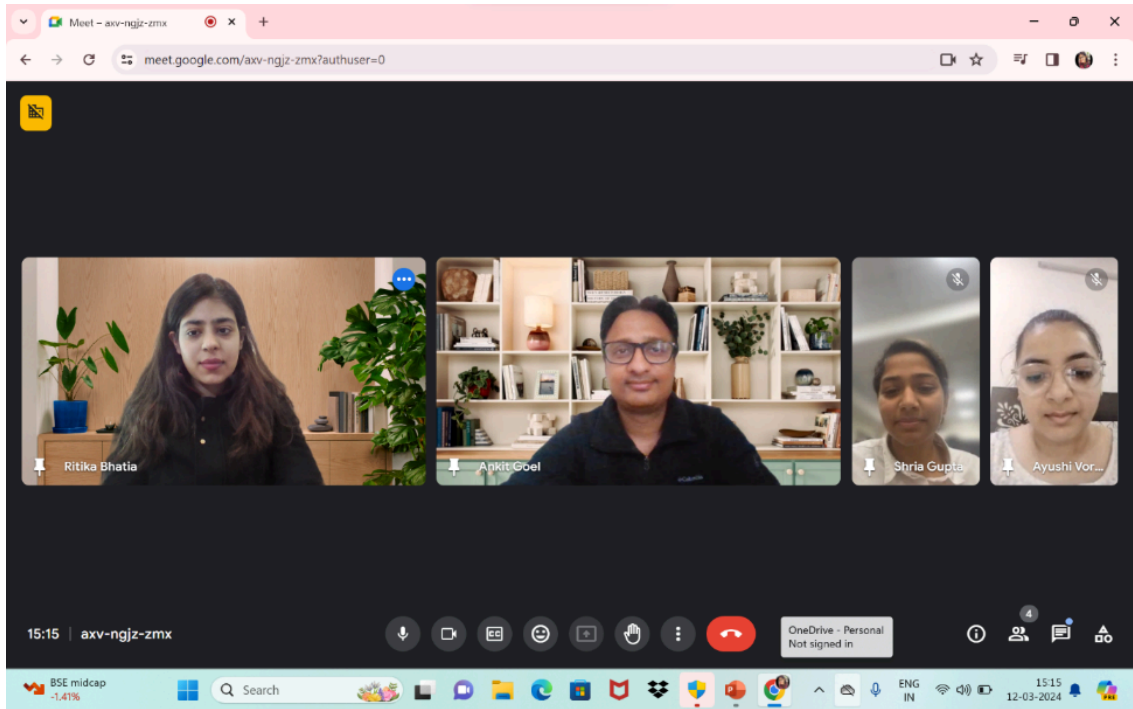 Meet – axv-ngjz-zmx
meet.google.com/axv-ngjz-zmx?authuser=0
Ritika Bhatia
Ankit Goel
Shria Gupta
Ayushi Vor...
4
15:15 | axv-ngjz-zmx
CC
OneDrive - Personal
Not signed in
BSE midcap
-1.41%
Search
ENG
IN
15:15
12-03-2024